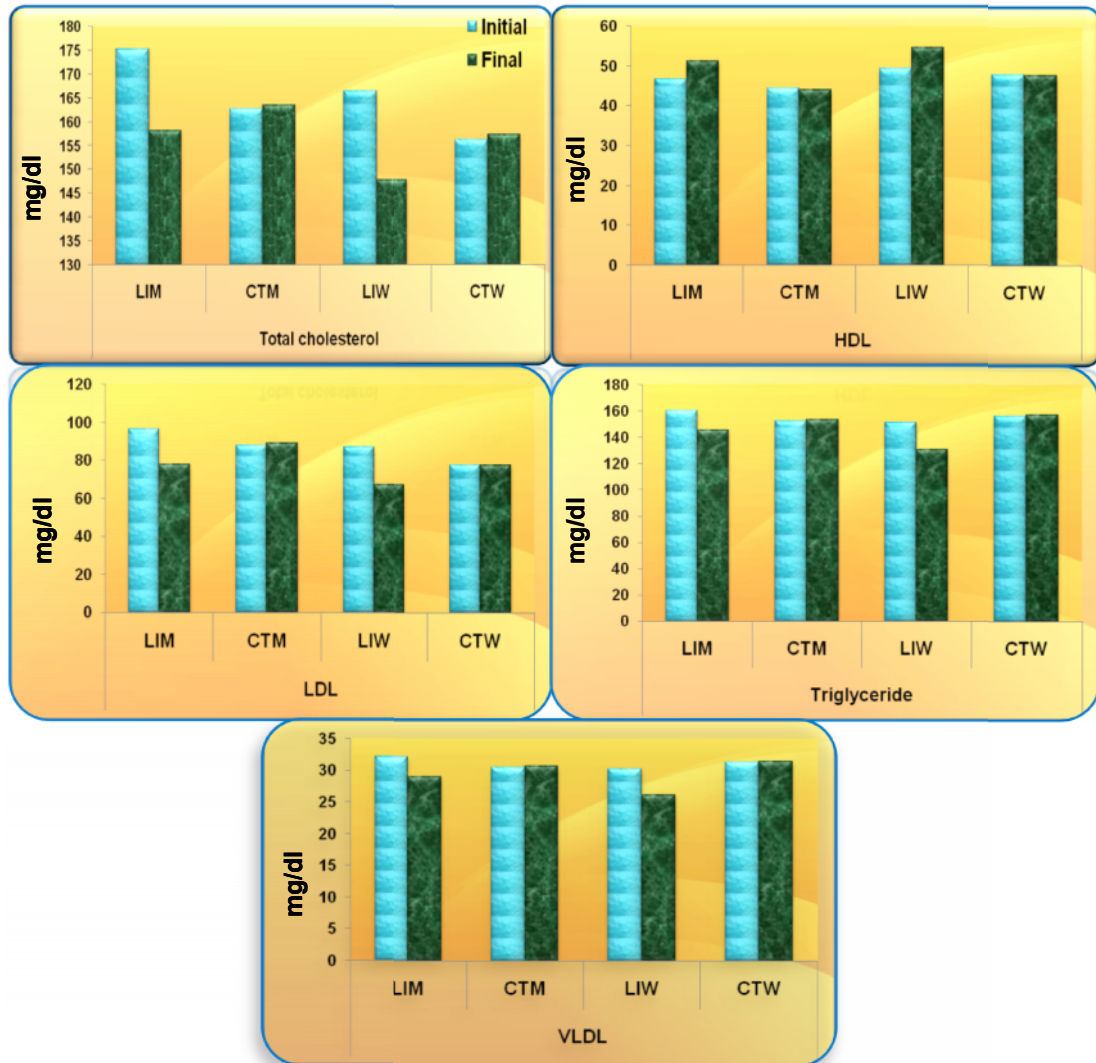 180
175
170
165
160
155
150
145
140
135
130
mg/dl
Initial
Final
LIM CTM LIW CTW
Total cholesterol
60
50
40
30
20
10
0
LIM CTM LIW CTW
HDL
120
100
80
60
40
20
0
mg/dl
LIM CTM LIW CTW
LDL
180
160
140
120
100
80
60
40
20
0
mg/dl
LIM CTM LIW CTW
Triglyceride
35
30
25
20
15
10
5
0
mg/dl
LIM CTM LIW CTW
VLDL